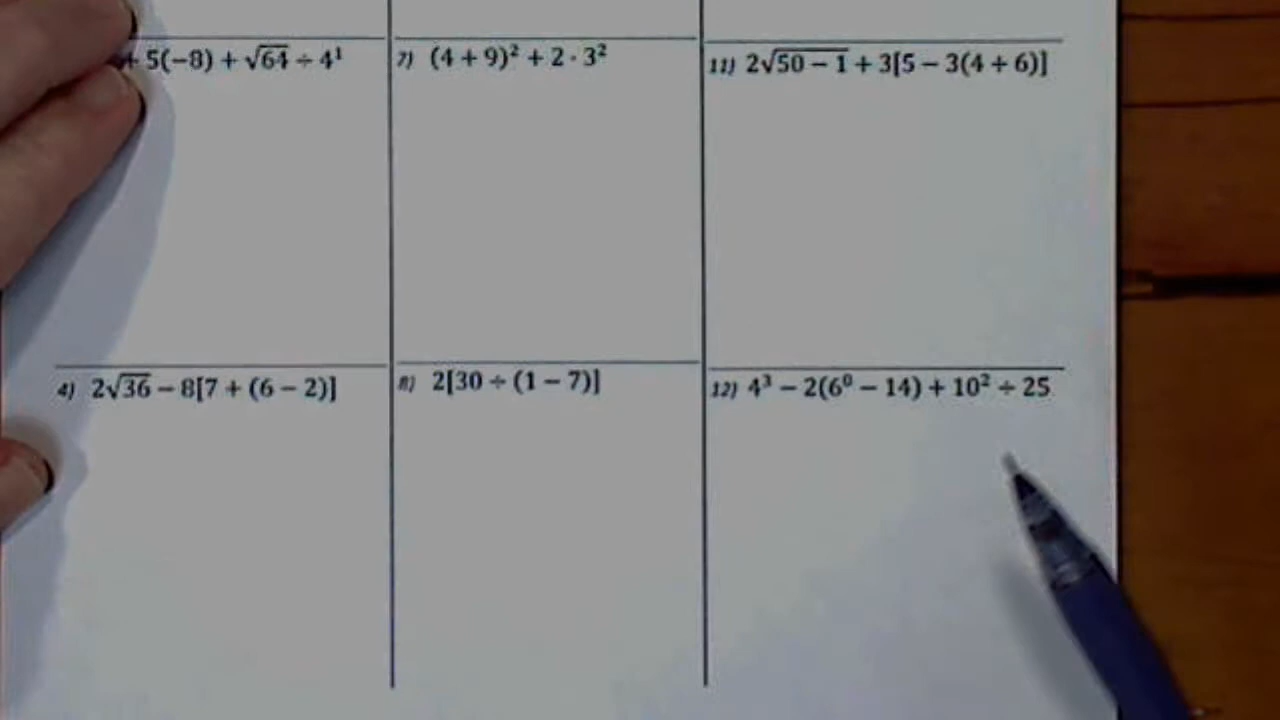 + 5(−8) + √64 ÷ 4¹
7) (4 + 9)² + 2 · 3²
11) 2√50 − 1 + 3[5 − 3(4 + 6)]
4) 2√36 − 8[7 + (6 − 2)]
8) 2[30 ÷ (1 − 7)]
12) 4³ − 2(6⁰ − 14) + 10² ÷ 25